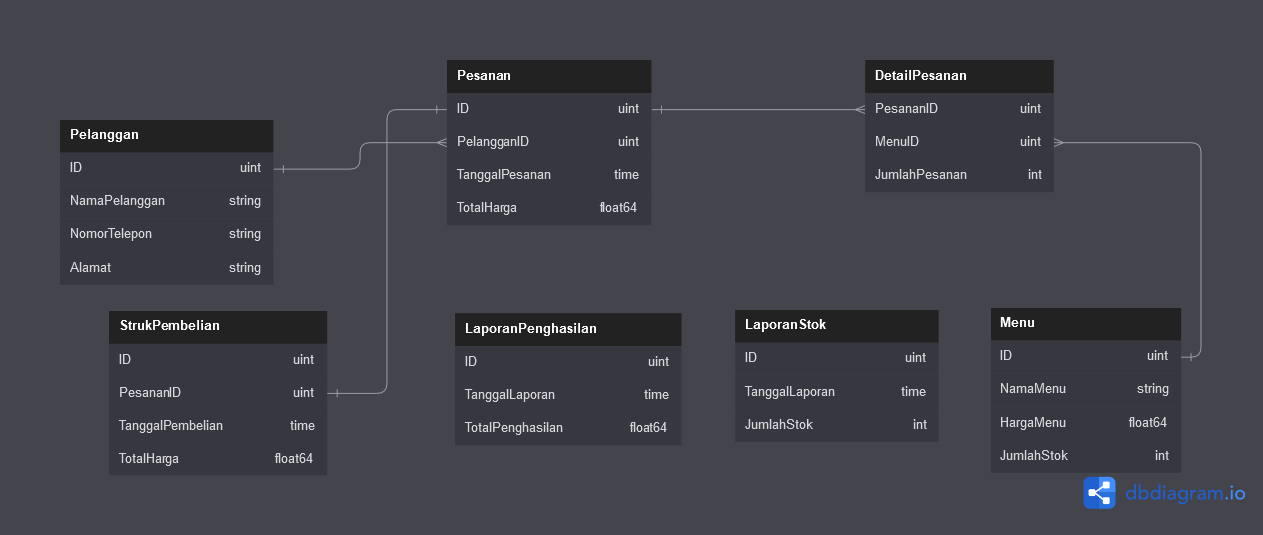 Pelanggan
ID uint
NamaPelanggan string
NomorTelepon string
Alamat string
Pesanan
ID uint
PelangganID uint
TanggalPesanan time
TotalHarga float64
DetailPesanan
PesananID uint
MenuID uint
JumlahPesanan int
StrukPembelian
ID uint
PesananID uint
TanggalPembelian time
TotalHarga float64
LaporanPenghasilan
ID uint
TanggalLaporan time
TotalPenghasilan float64
LaporanStok
ID uint
TanggalLaporan time
JumlahStok int
Menu
ID uint
NamaMenu string
HargaMenu float64
JumlahStok int
dbdiagram.io